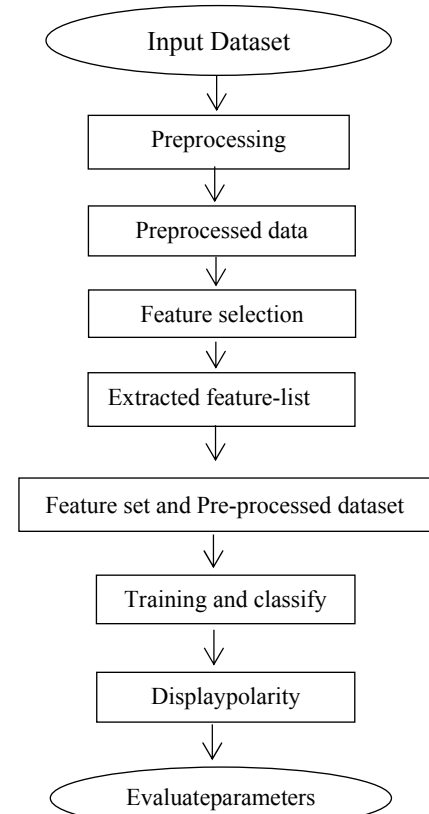 Input Dataset
Preprocessing
Preprocessed data
Feature selection
Extracted feature-list
Feature set and Pre-processed dataset
Training and classify
Displaypolarity
Evaluateparameters